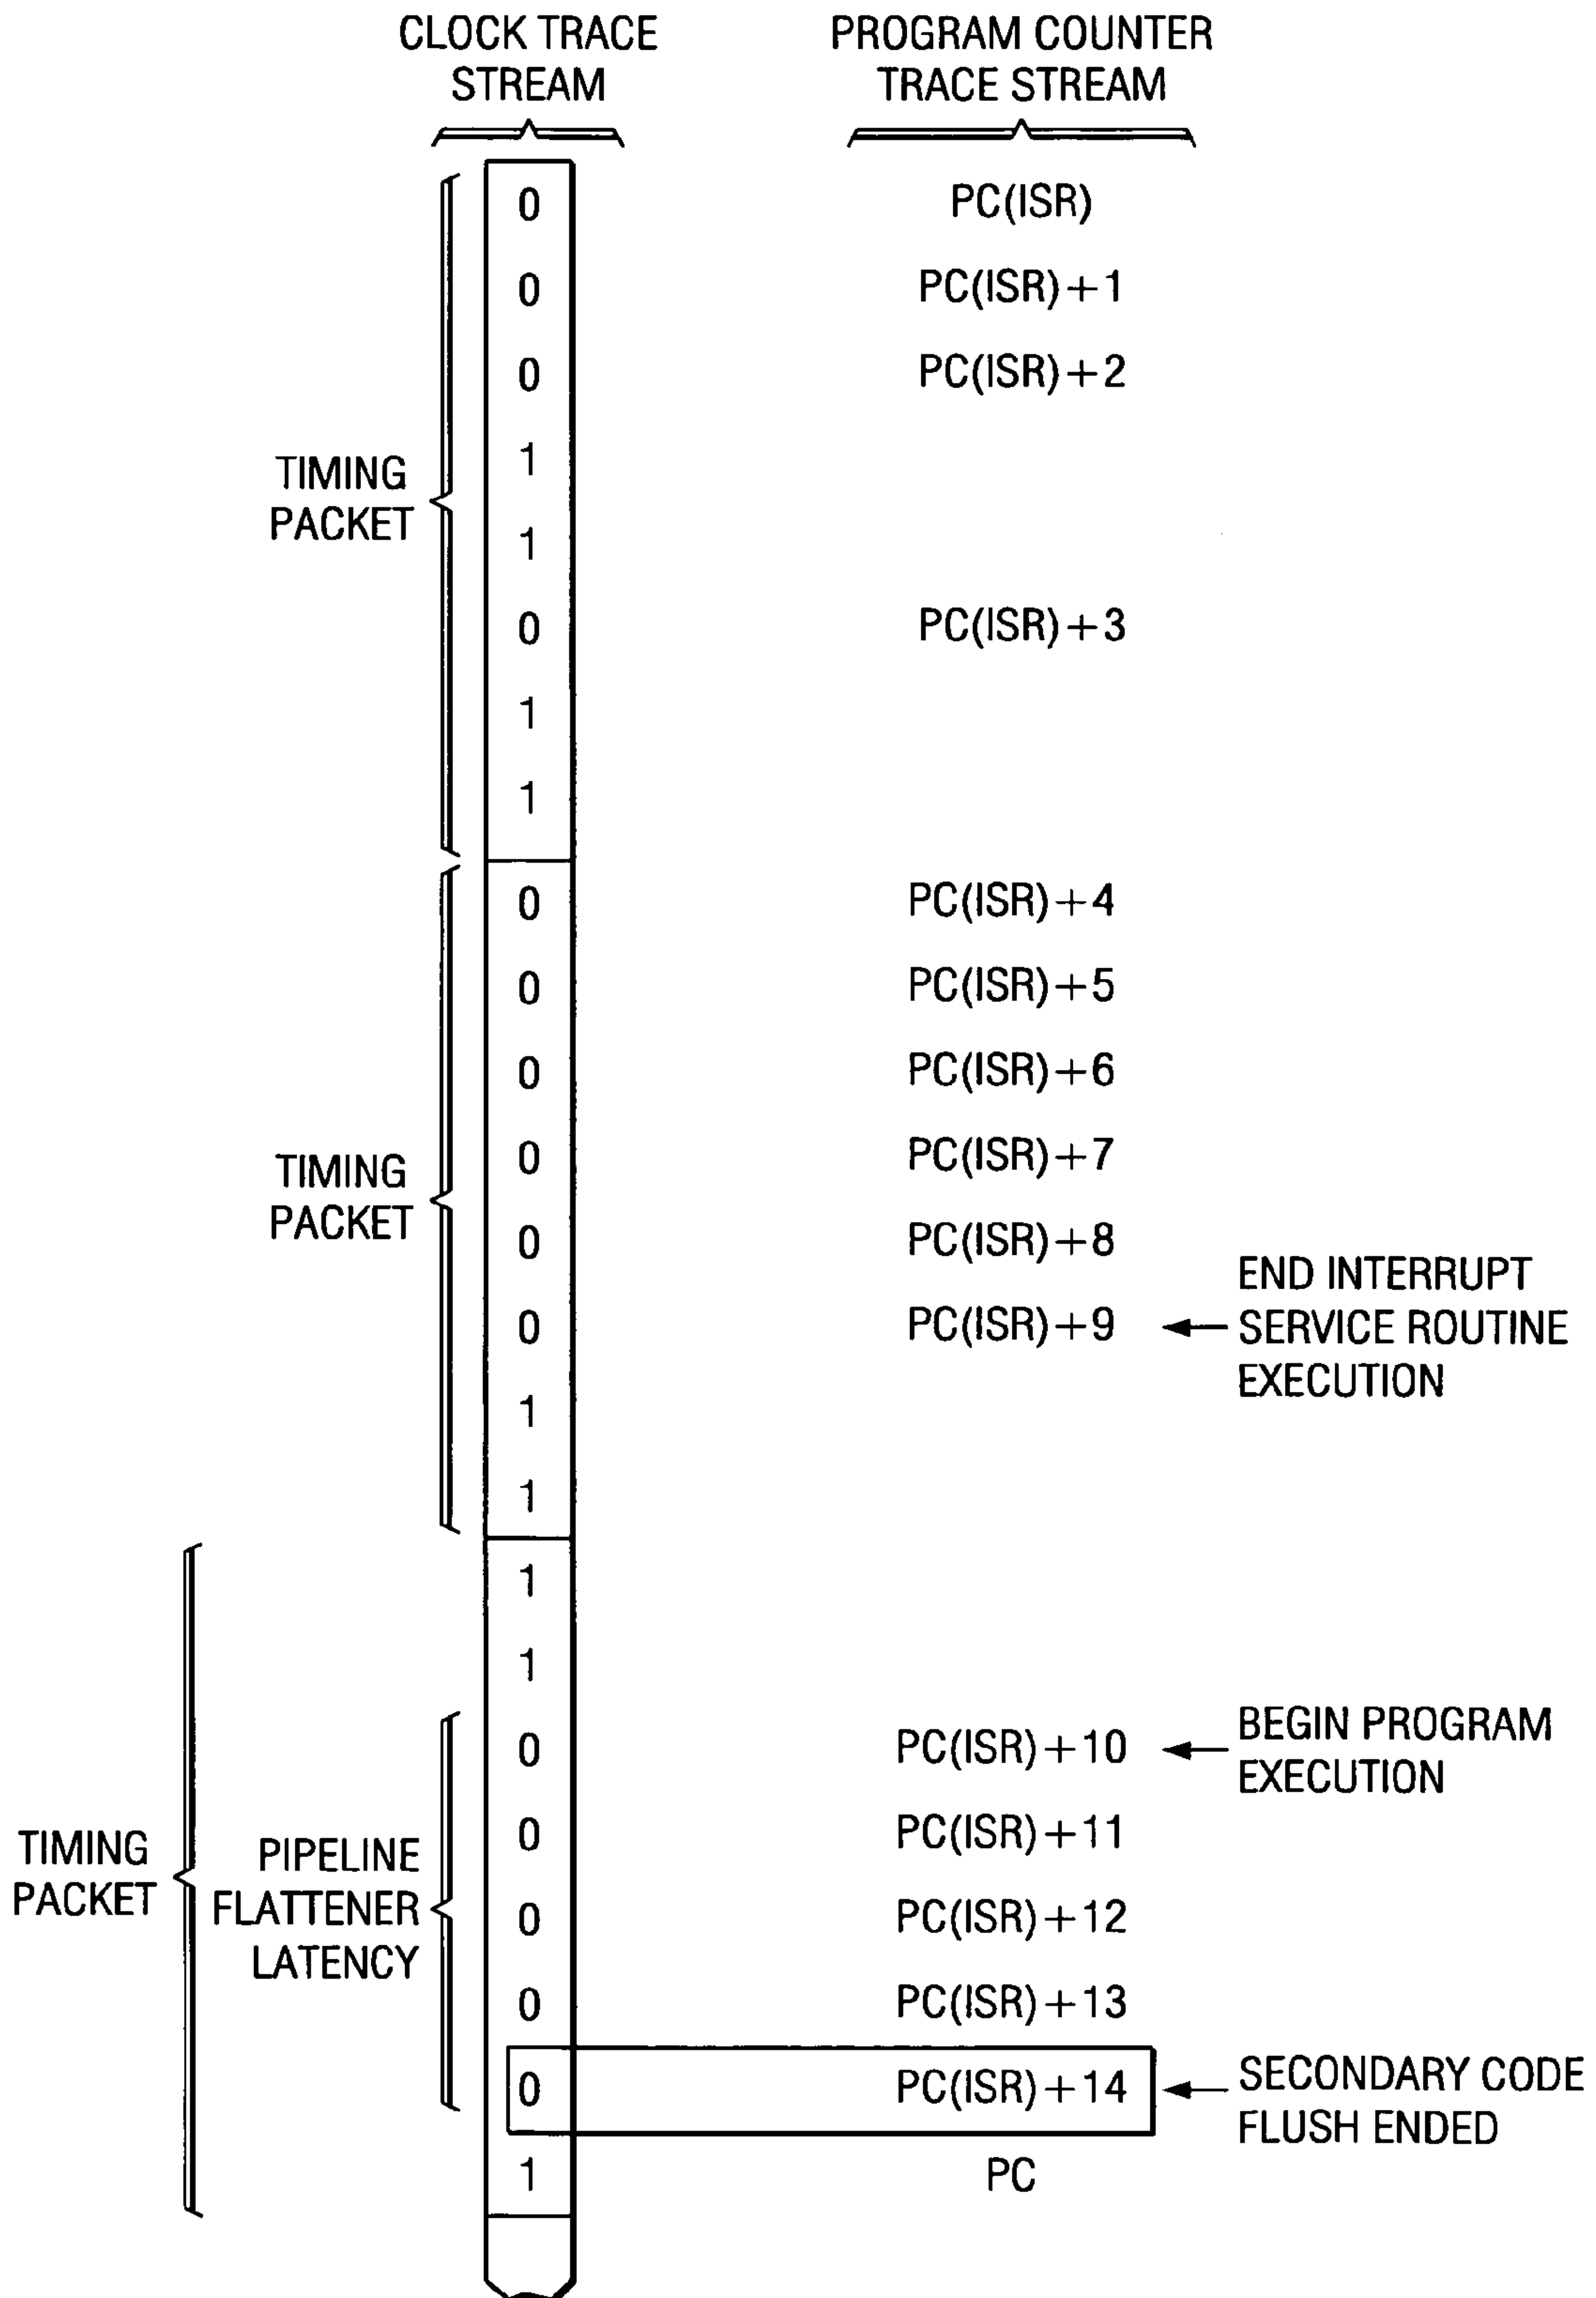 CLOCK TRACE
STREAM
PROGRAM COUNTER
TRACE STREAM
0 PC(ISR)
0 PC(ISR)+1
0 PC(ISR)+2
1
TIMING
PACKET
1
0 PC(ISR)+3
1
1
0 PC(ISR)+4
0 PC(ISR)+5
0 PC(ISR)+6
0 PC(ISR)+7
TIMING
PACKET
0 PC(ISR)+8
0 PC(ISR)+9
END INTERRUPT
SERVICE ROUTINE
EXECUTION
1
1
1
1
0 PC(ISR)+10
BEGIN PROGRAM
EXECUTION
0 PC(ISR)+11
TIMING
PACKET
PIPELINE
FLATTENER
LATENCY
0 PC(ISR)+12
0 PC(ISR)+13
0 PC(ISR)+14
SECONDARY CODE
FLUSH ENDED
1 PC